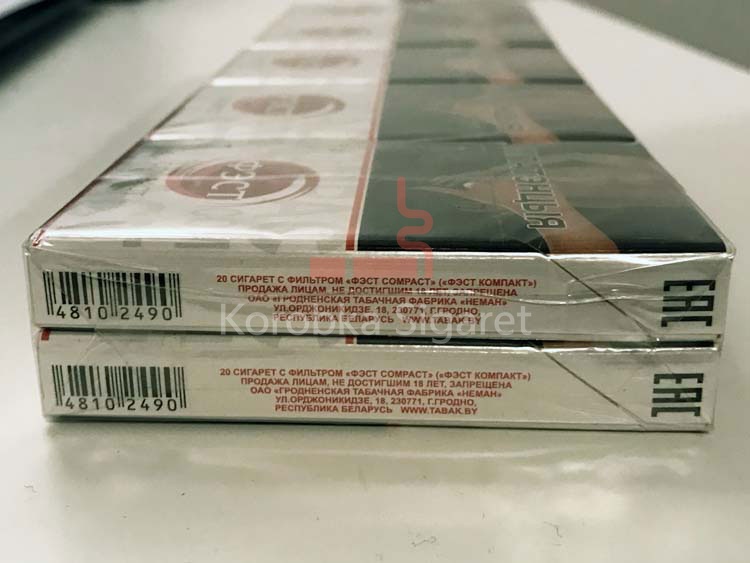 ФЭСТ
20 СИГАРЕТ С ФИЛЬТРОМ «ФЭСТ COMPACT» («ФЭСТ КОМПАКТ»)
ПРОДАЖА ЛИЦАМ, НЕ ДОСТИГШИМ 18 ЛЕТ, ЗАПРЕЩЕНА
ОАО «ГРОДНЕНСКАЯ ТАБАЧНАЯ ФАБРИКА «НЕМАН»
УЛ.ОРДЖОНИКИДЗЕ, 18, 230771, Г.ГРОДНО,
РЕСПУБЛИКА БЕЛАРУСЬ WWW.TABAK.BY
4810 2490
EAC
20 СИГАРЕТ С ФИЛЬТРОМ «ФЭСТ COMPACT» («ФЭСТ КОМПАКТ»)
ПРОДАЖА ЛИЦАМ, НЕ ДОСТИГШИМ 18 ЛЕТ, ЗАПРЕЩЕНА
ОАО «ГРОДНЕНСКАЯ ТАБАЧНАЯ ФАБРИКА «НЕМАН»
УЛ.ОРДЖОНИКИДЗЕ, 18, 230771, Г.ГРОДНО,
РЕСПУБЛИКА БЕЛАРУСЬ WWW.TABAK.BY
4810 2490
EAC